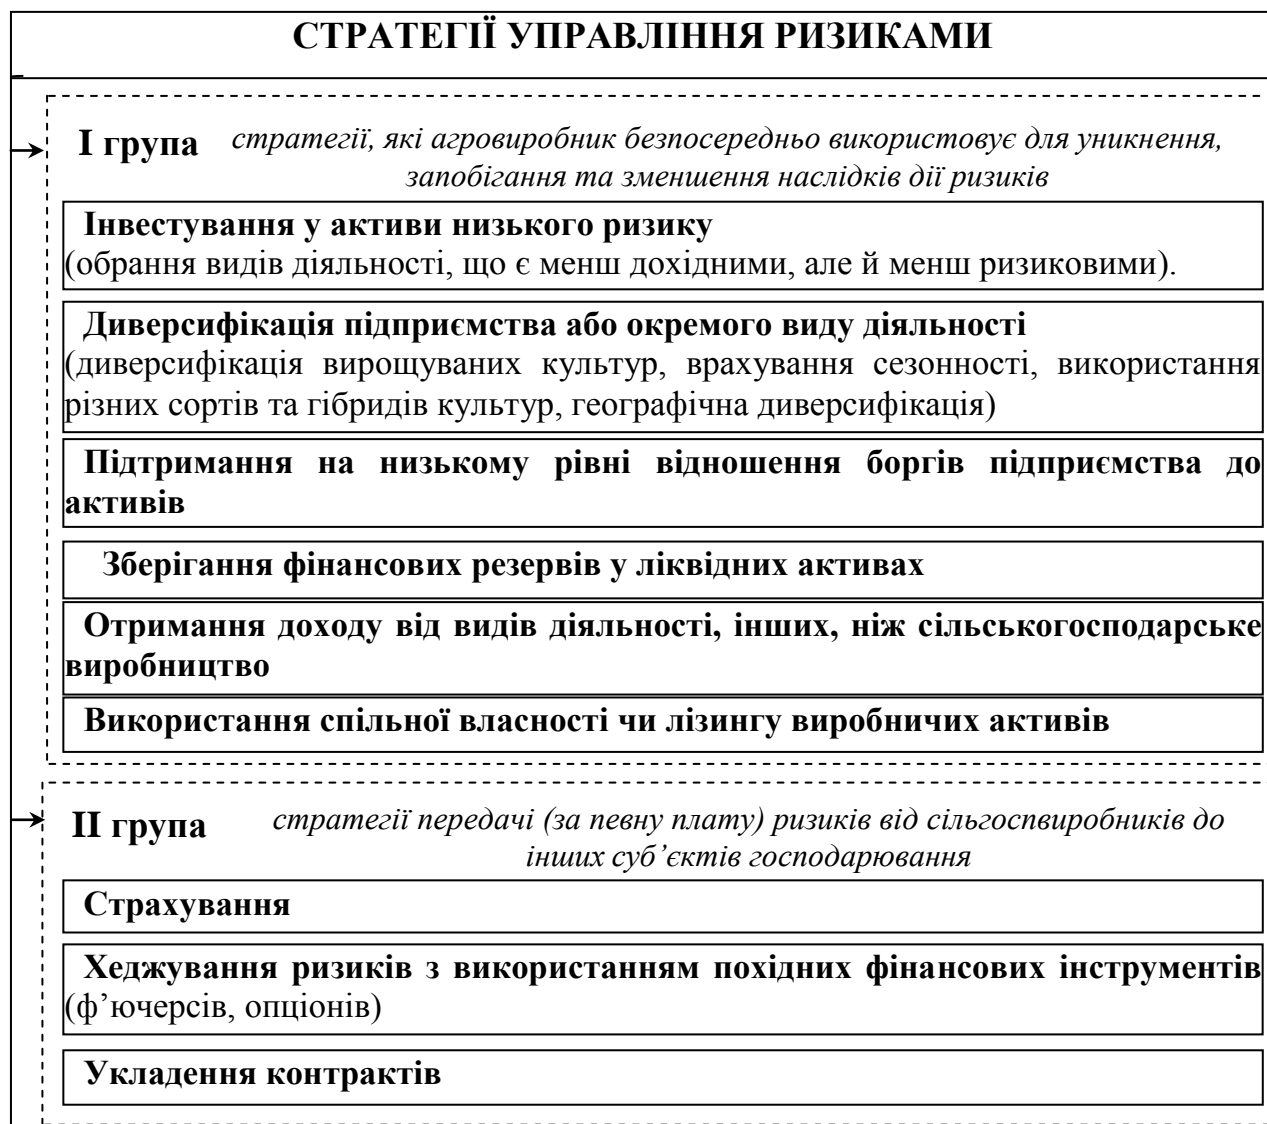 СТРАТЕГІЇ УПРАВЛІННЯ РИЗИКАМИ
І група стратегії, які агровиробник безпосередньо використовує для уникнення,
запобігання та зменшення наслідків дії ризиків
Інвестування у активи низького ризику
(обрання видів діяльності, що є менш дохідними, але й менш ризиковими).
Диверсифікація підприємства або окремого виду діяльності
(диверсифікація вирощуваних культур, врахування сезонності, використання
різних сортів та гібридів культур, географічна диверсифікація)
Підтримання на низькому рівні відношення боргів підприємства до
активів
Зберігання фінансових резервів у ліквідних активах
Отримання доходу від видів діяльності, інших, ніж сільськогосподарське
виробництво
Використання спільної власності чи лізингу виробничих активів
ІІ група стратегії передачі (за певну плату) ризиків від сільгоспвиробників до
інших суб’єктів господарювання
Страхування
Хеджування ризиків з використанням похідних фінансових інструментів
(ф’ючерсів, опціонів)
Укладення контрактів